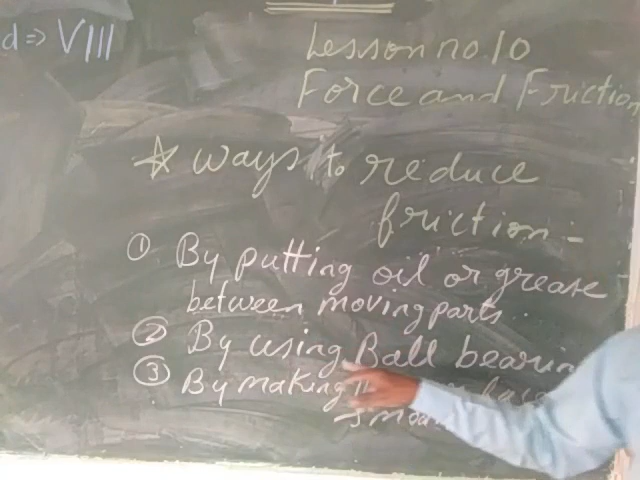 d => VIII
Lesson no. 10
Force and Friction
☆ ways to reduce
friction :-
① By putting oil or grease
between moving parts.
② By using Ball bearin
③ By making